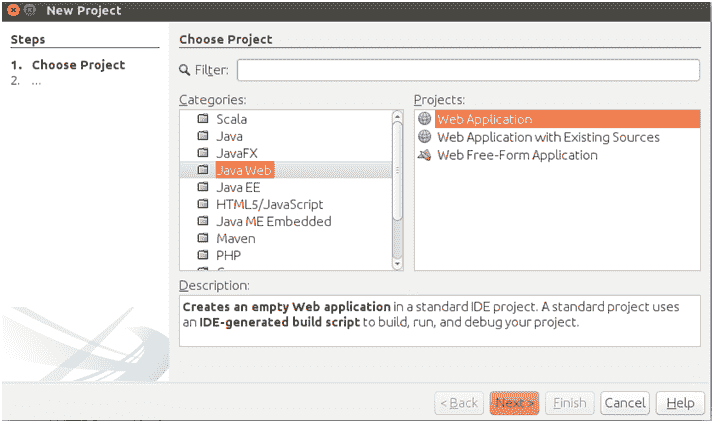 New Project
Steps
1. Choose Project
2. ...
Choose Project
Filter:
Categories:
Scala
Java
JavaFX
Java Web
Java EE
HTML5/JavaScript
Java ME Embedded
Maven
PHP
Projects:
Web Application
Web Application with Existing Sources
Web Free-Form Application
Description:
Creates an empty Web application in a standard IDE project. A standard project uses
an IDE-generated build script to build, run, and debug your project.
< Back
Next >
Finish
Cancel
Help